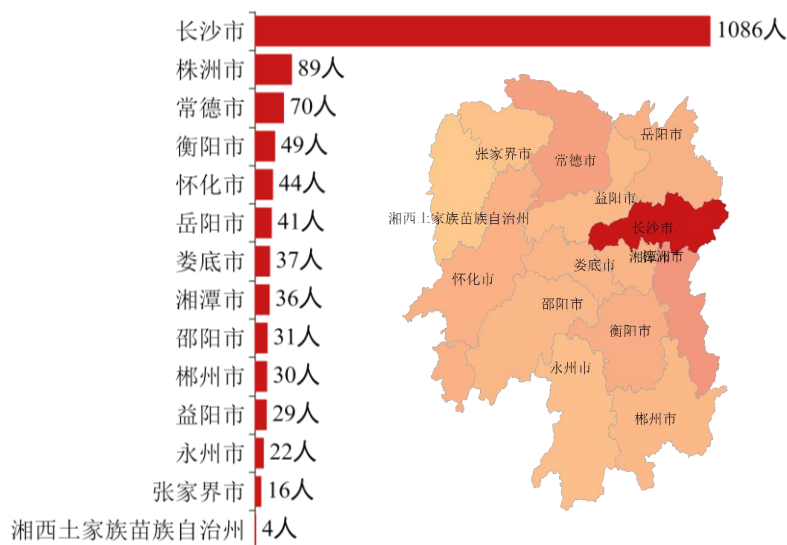 长沙市 1086人
株洲市 89人
常德市 70人
衡阳市 49人
怀化市 44人
岳阳市 41人
娄底市 37人
湘潭市 36人
邵阳市 31人
郴州市 30人
益阳市 29人
永州市 22人
张家界市 16人
湘西土家族苗族自治州 4人
岳阳市
张家界市
常德市
益阳市
湘西土家族苗族自治州
长沙市
湘潭市
娄底市
怀化市
邵阳市
衡阳市
永州市
郴州市